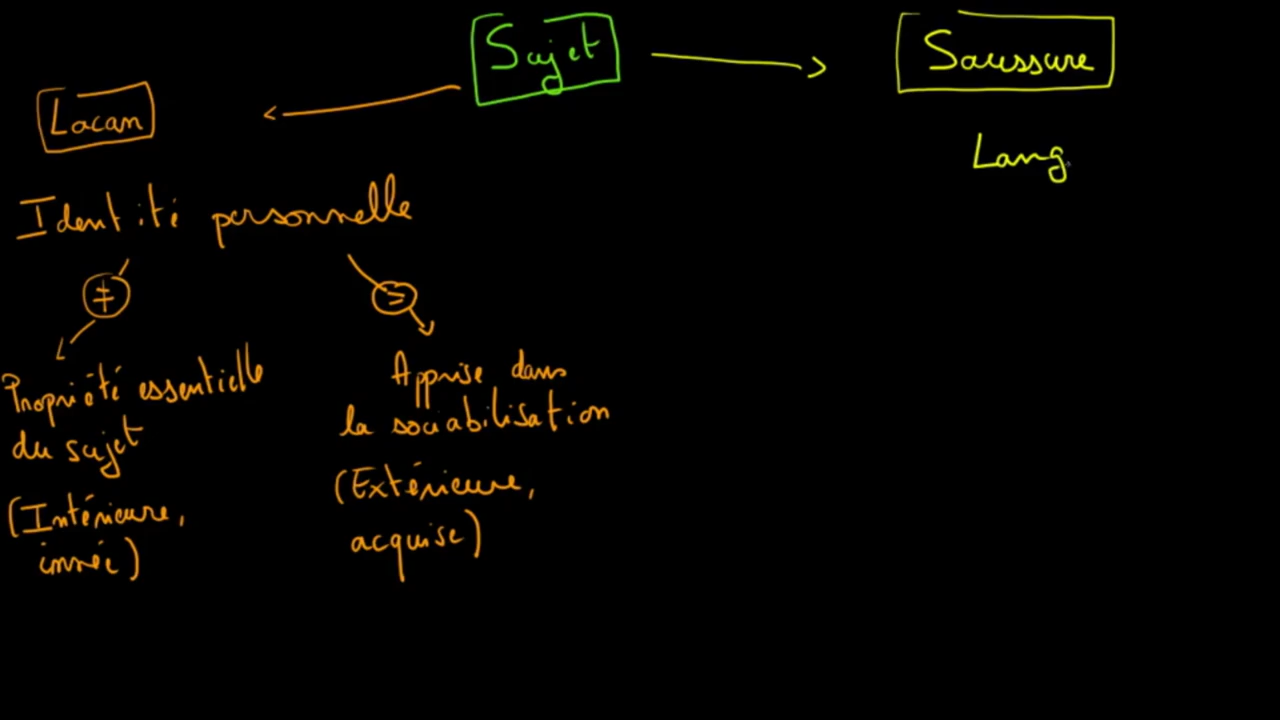 Sujet
Saussure
Lacan
Lang
Identité personnelle
≠
=
Propriété essentielle
du sujet
(Intérieure,
innée)
Apprise dans
la sociabilisation
(Extérieure,
acquise)